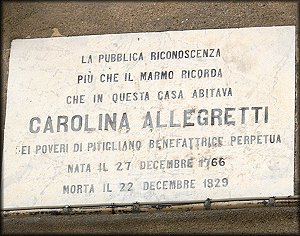 LA PUBBLICA RICONOSCENZA
PIÙ CHE IL MARMO RICORDA
CHE IN QUESTA CASA ABITAVA
CAROLINA ALLEGRETTI
DEI POVERI DI PITIGLIANO BENEFATTRICE PERPETUA
NATA IL 27 DECEMBRE 1766
MORTA IL 22 DECEMBRE 1829